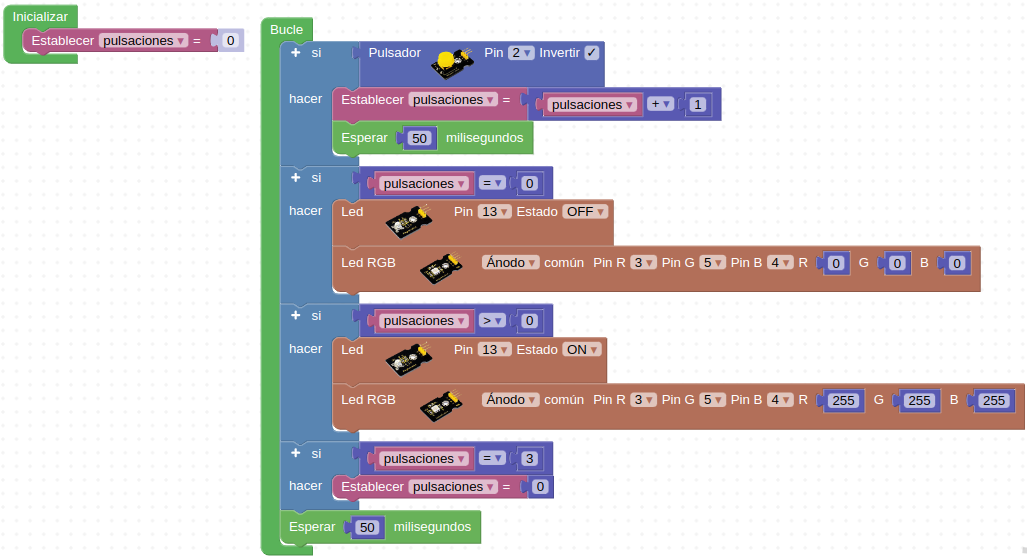 Inicializar
Establecer pulsaciones = 0
Bucle
+ si Pulsador Pin 2 Invertir ✓
hacer Establecer pulsaciones = pulsaciones + 1
Esperar 50 milisegundos
+ si pulsaciones = 0
hacer Led Pin 13 Estado OFF
Led RGB Ánodo común Pin R 3 Pin G 5 Pin B 4 R 0 G 0 B 0
+ si pulsaciones > 0
hacer Led Pin 13 Estado ON
Led RGB Ánodo común Pin R 3 Pin G 5 Pin B 4 R 255 G 255 B 255
+ si pulsaciones = 3
hacer Establecer pulsaciones = 0
Esperar 50 milisegundos